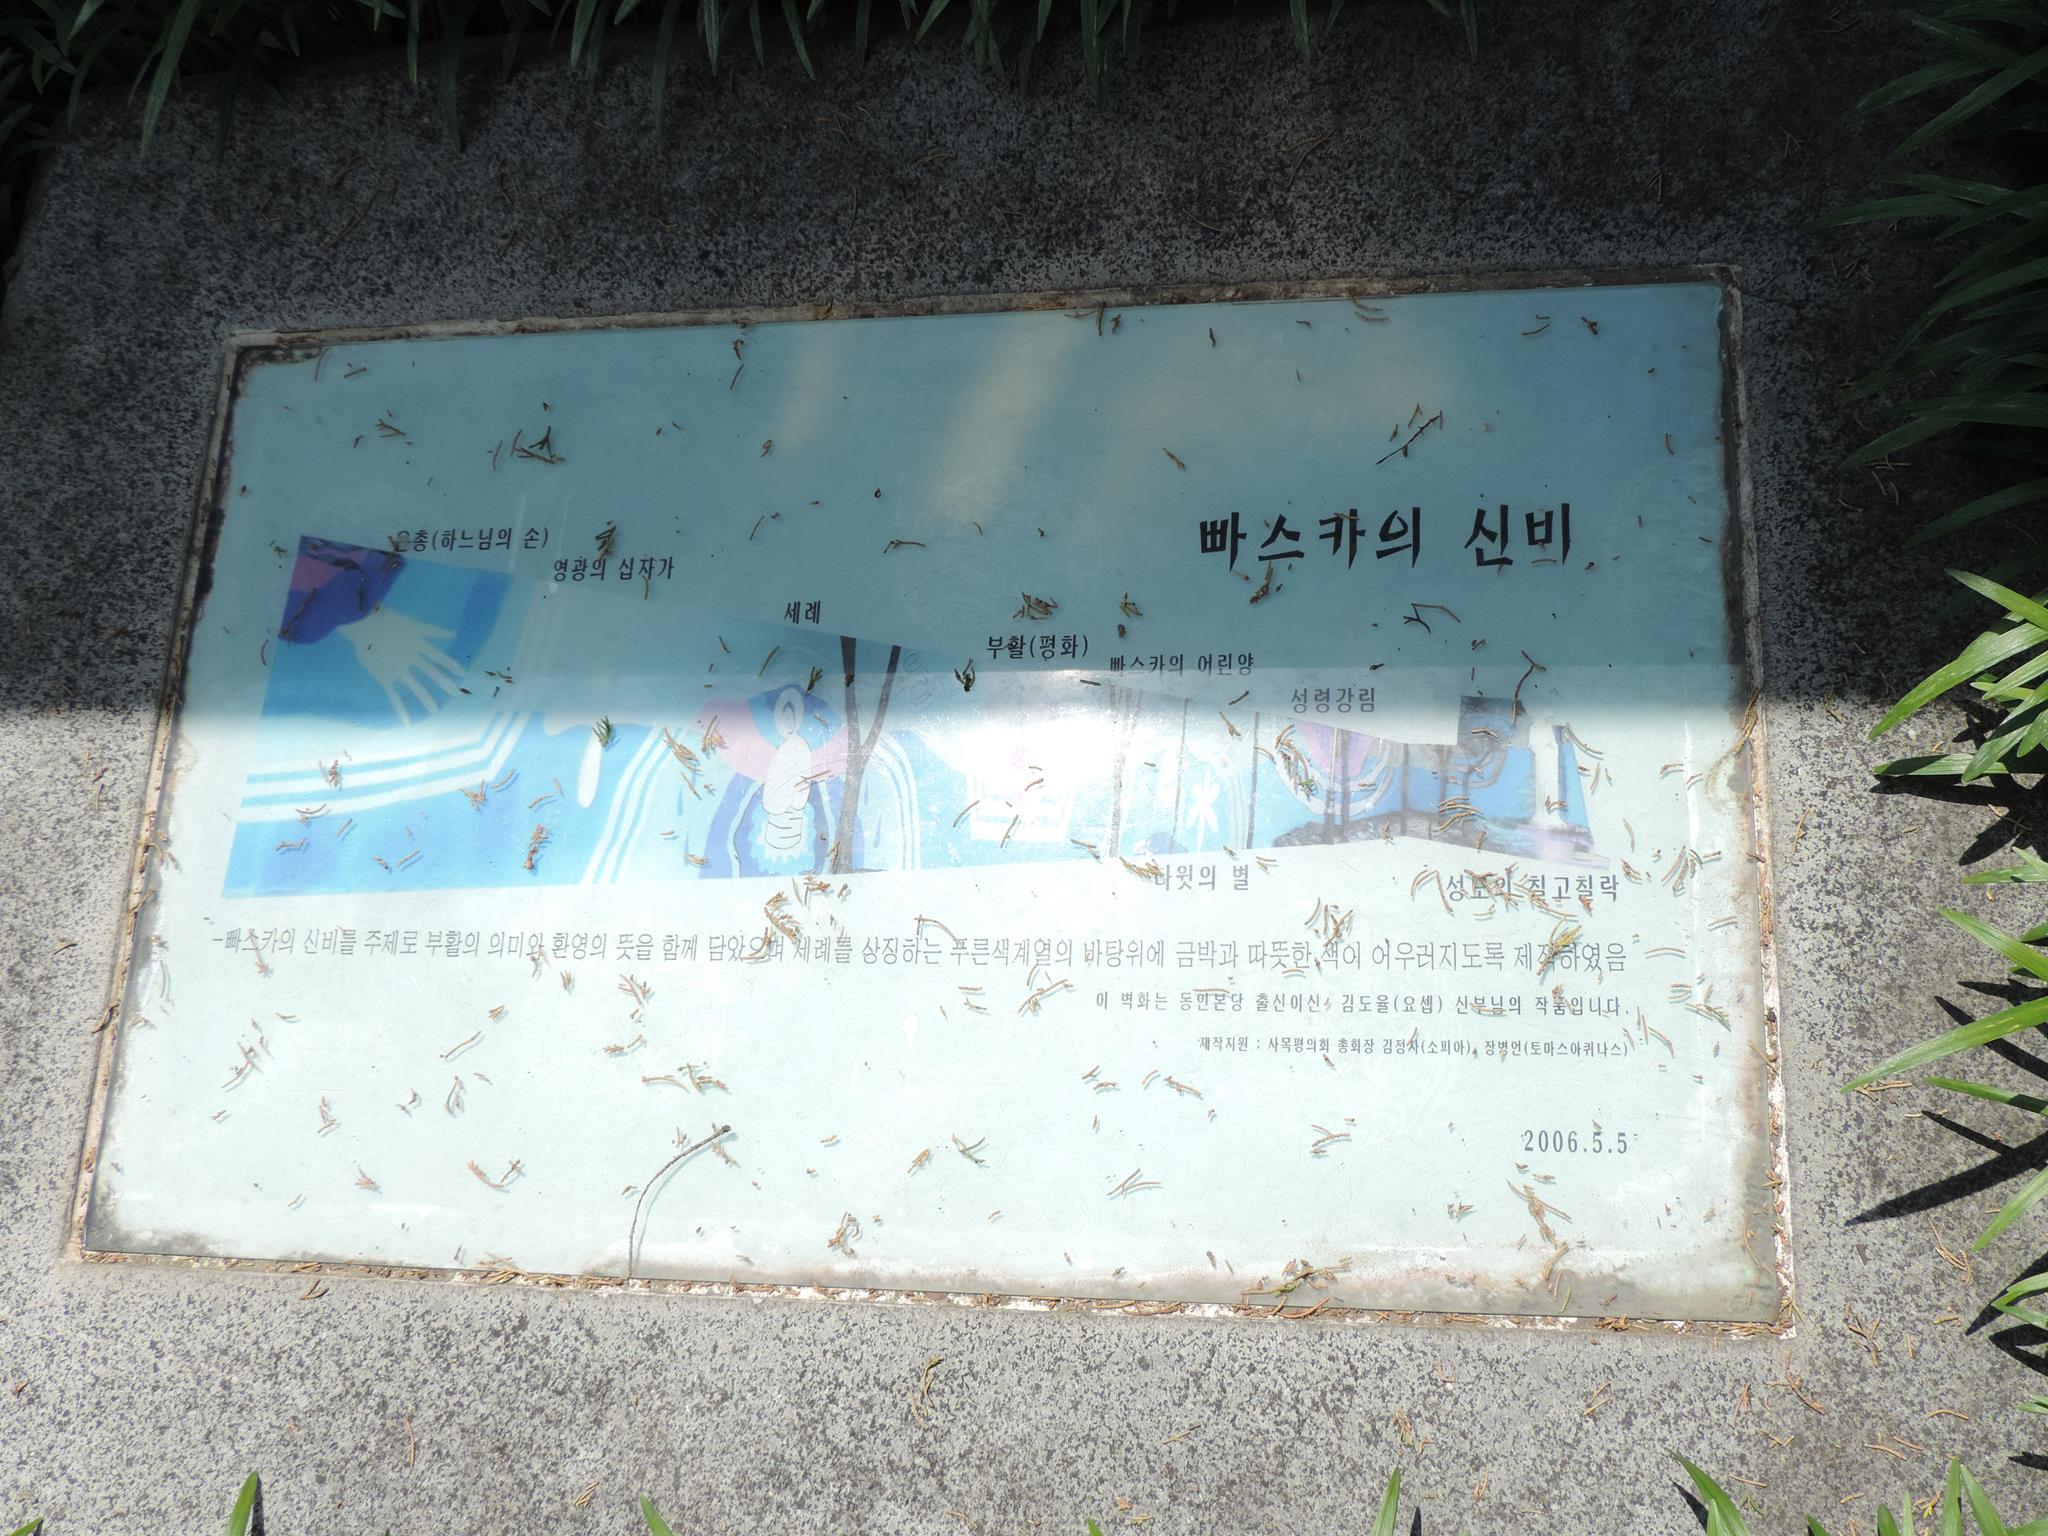 빠스카의 신비
은총(하느님의 손)
영광의 십자가
세례
부활(평화)
빠스카의 어린양
성령강림
다윗의 별
성모의 칠고칠락
-빠스카의 신비를 주제로 부활의 의미와 환영의 뜻을 함께 담았으며 세례를 상징하는 푸른색계열의 바탕위에 금박과 따뜻한 색이 어우러지도록 제작하였음
이 벽화는 동인본당 출신이신 김도율(요셉) 신부님의 작품입니다.
제작지원 : 사목평의회 총회장 김정자(소피아), 장병언(토마스아퀴나스)
2006.5.5